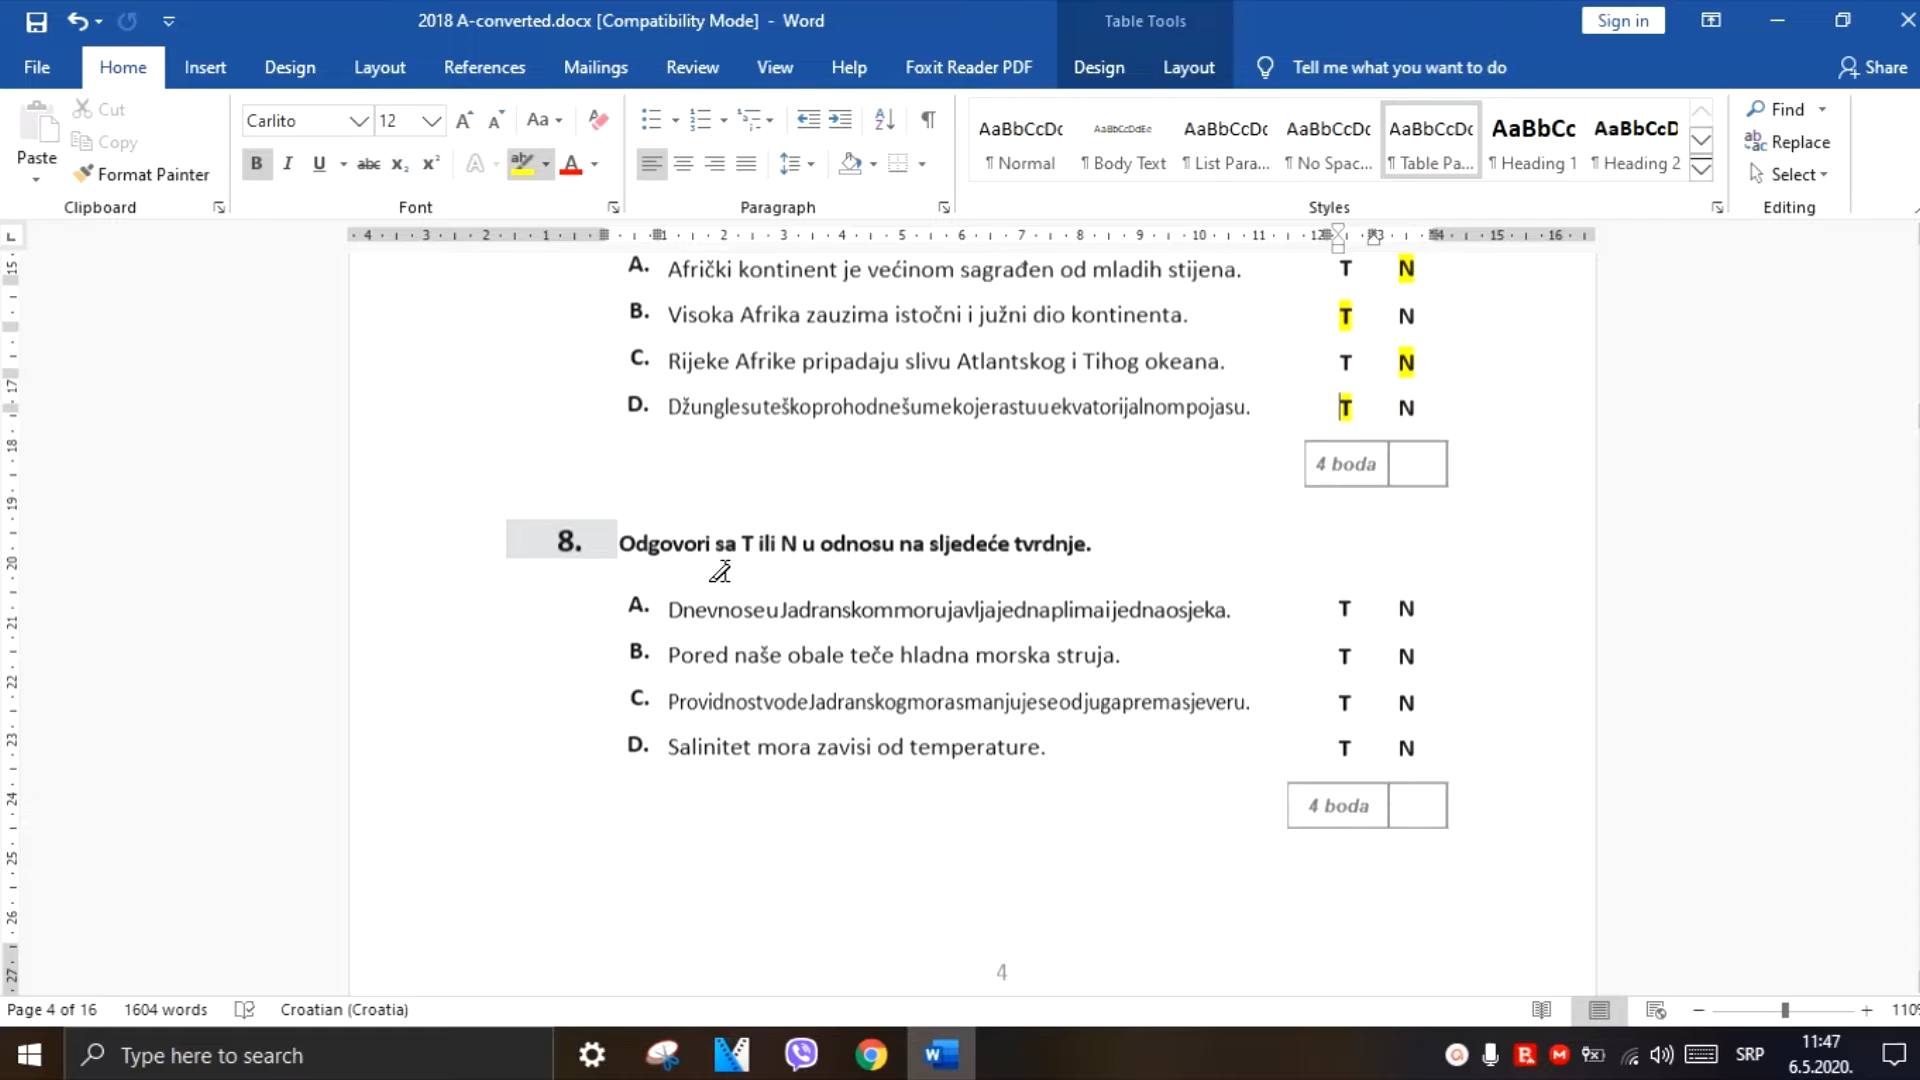 2018 A-converted.docx [Compatibility Mode] - Word
Table Tools
Sign in
File
Home
Insert
Design
Layout
References
Mailings
Review
View
Help
Foxit Reader PDF
Design
Layout
Tell me what you want to do
Share
Paste
Cut
Copy
Format Painter
Clipboard
Carlito
12
Font
Paragraph
AaBbCcDc
¶ Normal
AaBbCcDdEe
¶ Body Text
AaBbCcDc
¶ List Para...
AaBbCcDc
¶ No Spac...
AaBbCcDc
¶ Table Pa...
AaBbCc
¶ Heading 1
AaBbCcD
¶ Heading 2
Styles
Find
Replace
Select
Editing
A. Afrički kontinent je većinom sagrađen od mladih stijena. T N
B. Visoka Afrika zauzima istočni i južni dio kontinenta. T N
C. Rijeke Afrike pripadaju slivu Atlantskog i Tihog okeana. T N
D. Džunglesuteškoprohodnešumekojerastuuekvatorijalnompojasu. T N
4 boda
8. Odgovori sa T ili N u odnosu na sljedeće tvrdnje.
A. DnevnoseuJadranskommorujavljajednaplimaijednaosjeka. T N
B. Pored naše obale teče hladna morska struja. T N
C. ProvidnostvodeJadranskogmorasmanjujeseodjugapremasjeveru. T N
D. Salinitet mora zavisi od temperature. T N
4 boda
4
Page 4 of 16
1604 words
Croatian (Croatia)
Type here to search
SRP
11:47
6.5.2020.